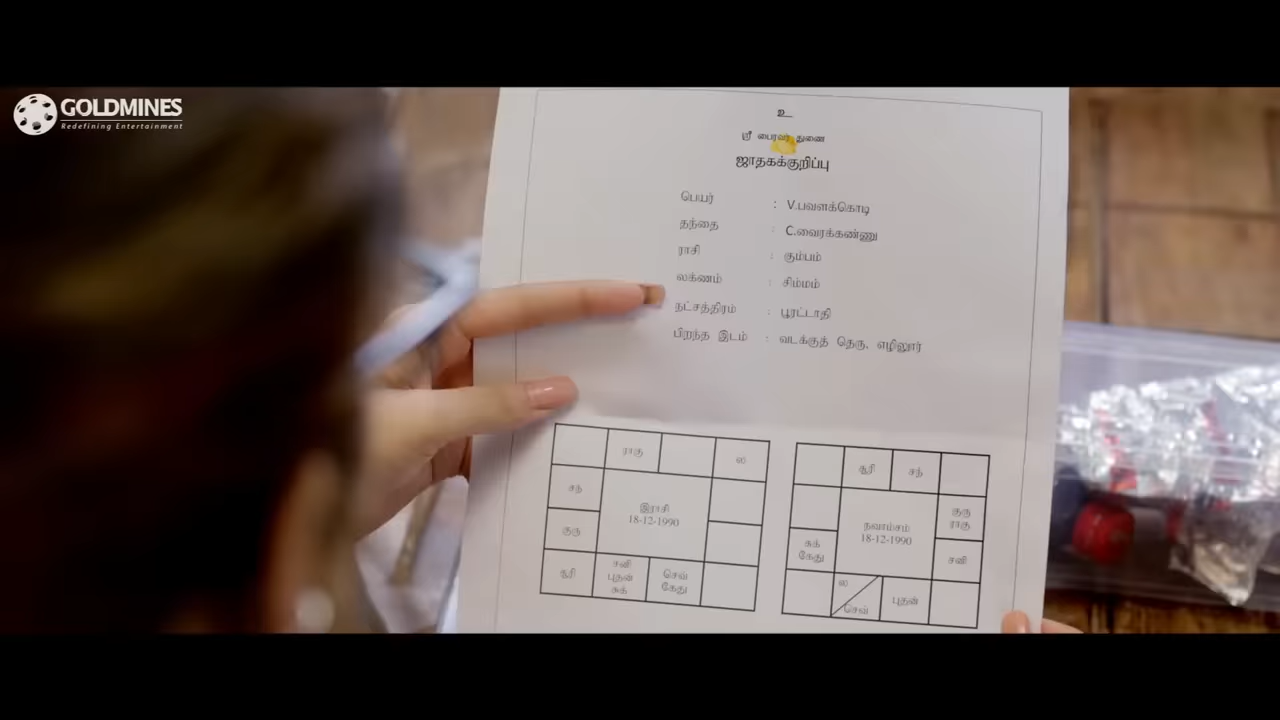 GOLDMINES
Redefining Entertainment
உ
ஸ்ரீ பைரவர் துணை
ஜாதகக்குறிப்பு
பெயர் : V.பவளக்கொடி
தந்தை : C.வைரக்கண்ணு
ராசி : கும்பம்
லக்ணம் : சிம்மம்
நட்சத்திரம் : பூரட்டாதி
பிறந்த இடம் : வடக்குத் தெரு, எழிலூர்
ராகு
ல
சந்
குரு
இராசி
18-12-1990
சூரி
சனி
புதன்
சுக்
செவ்
கேது
சூரி
சந்
குரு
ராகு
சுக்
கேது
நவாம்சம்
18-12-1990
சனி
ல
செவ்
புதன்